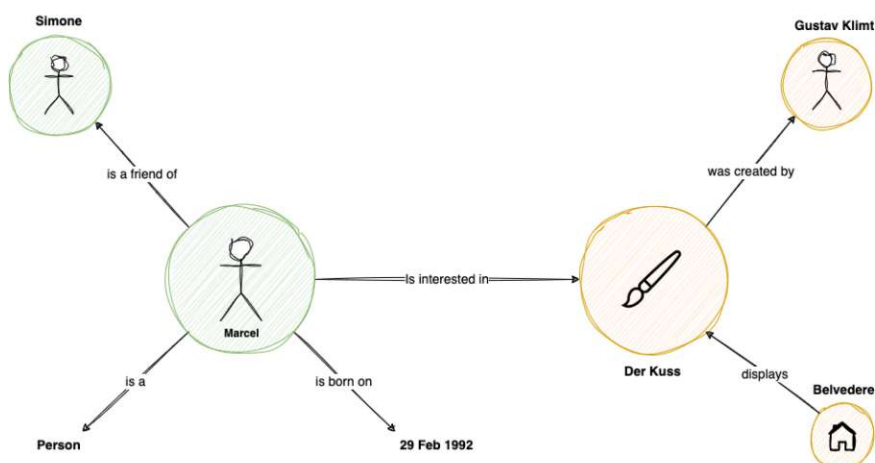 Simone
Gustav Klimt
is a friend of
was created by
Is interested in
Marcel
Der Kuss
is a
is born on
displays
Belvedere
Person
29 Feb 1992